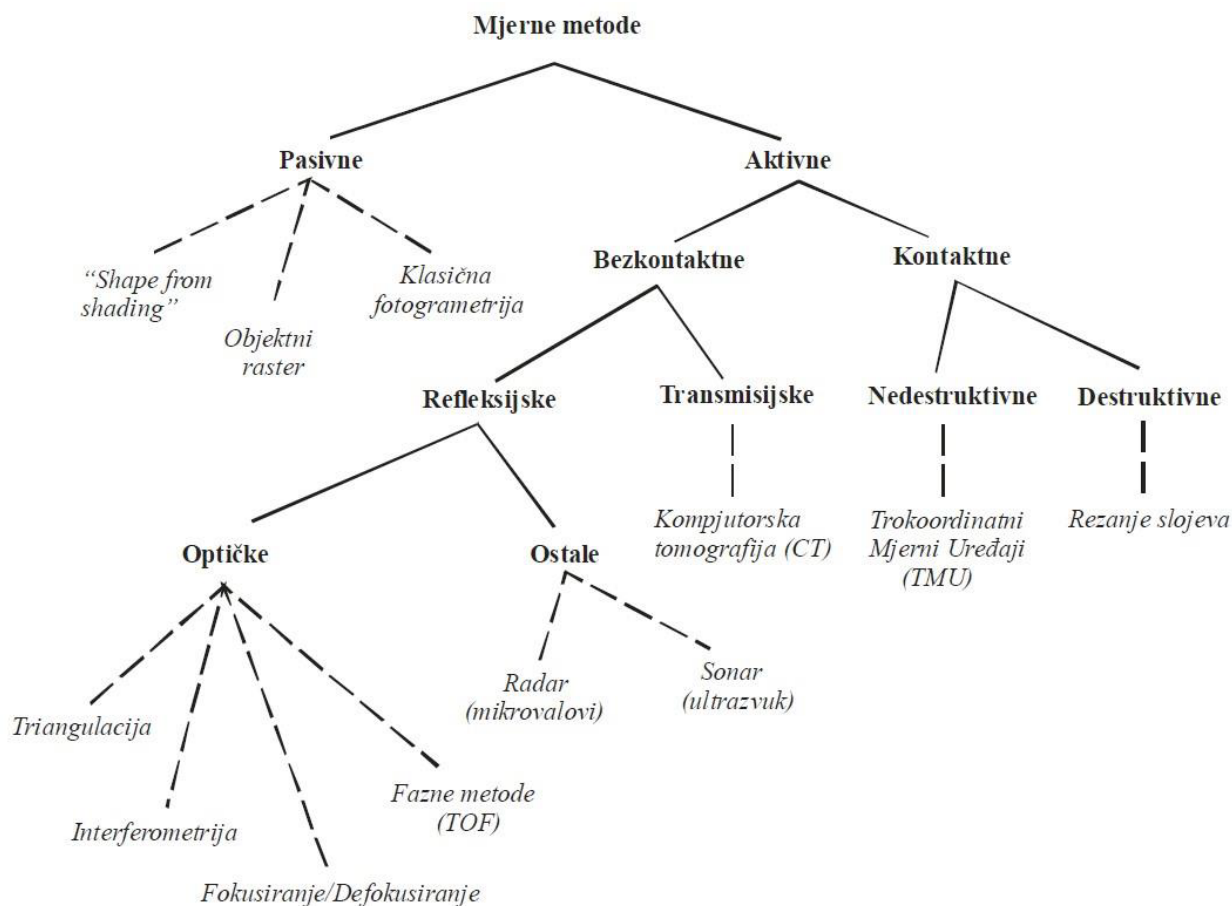 Mjerne metode
Pasivne
Aktivne
“Shape from
shading”
Objektni
raster
Klasična
fotogrametrija
Bezkontaktne
Kontaktne
Refleksijske
Transmisijske
Nedestruktivne
Destruktivne
Kompjutorska
tomografija (CT)
Trokoordinatni
Mjerni Uređaji
(TMU)
Rezanje slojeva
Optičke
Ostale
Radar
(mikrovalovi)
Sonar
(ultrazvuk)
Triangulacija
Interferometrija
Fokusiranje/Defokusiranje
Fazne metode
(TOF)